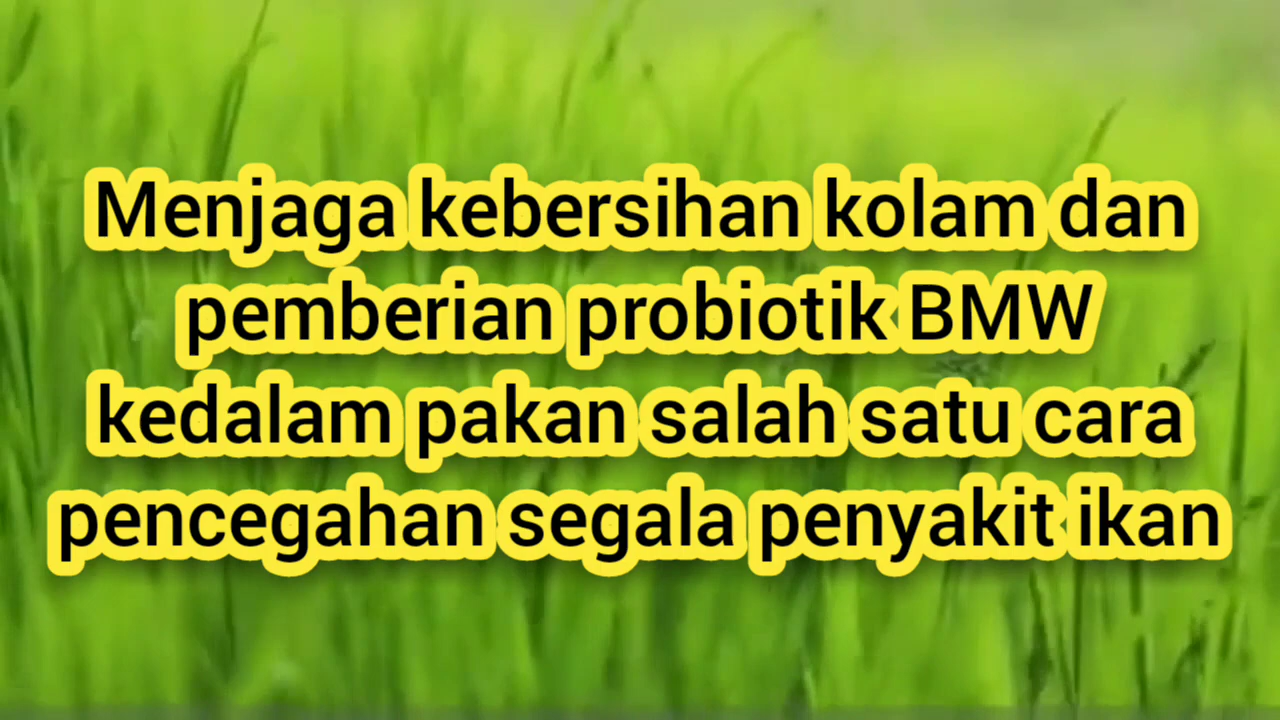 Menjaga kebersihan kolam dan
pemberian probiotik BMW
kedalam pakan salah satu cara
pencegahan segala penyakit ikan